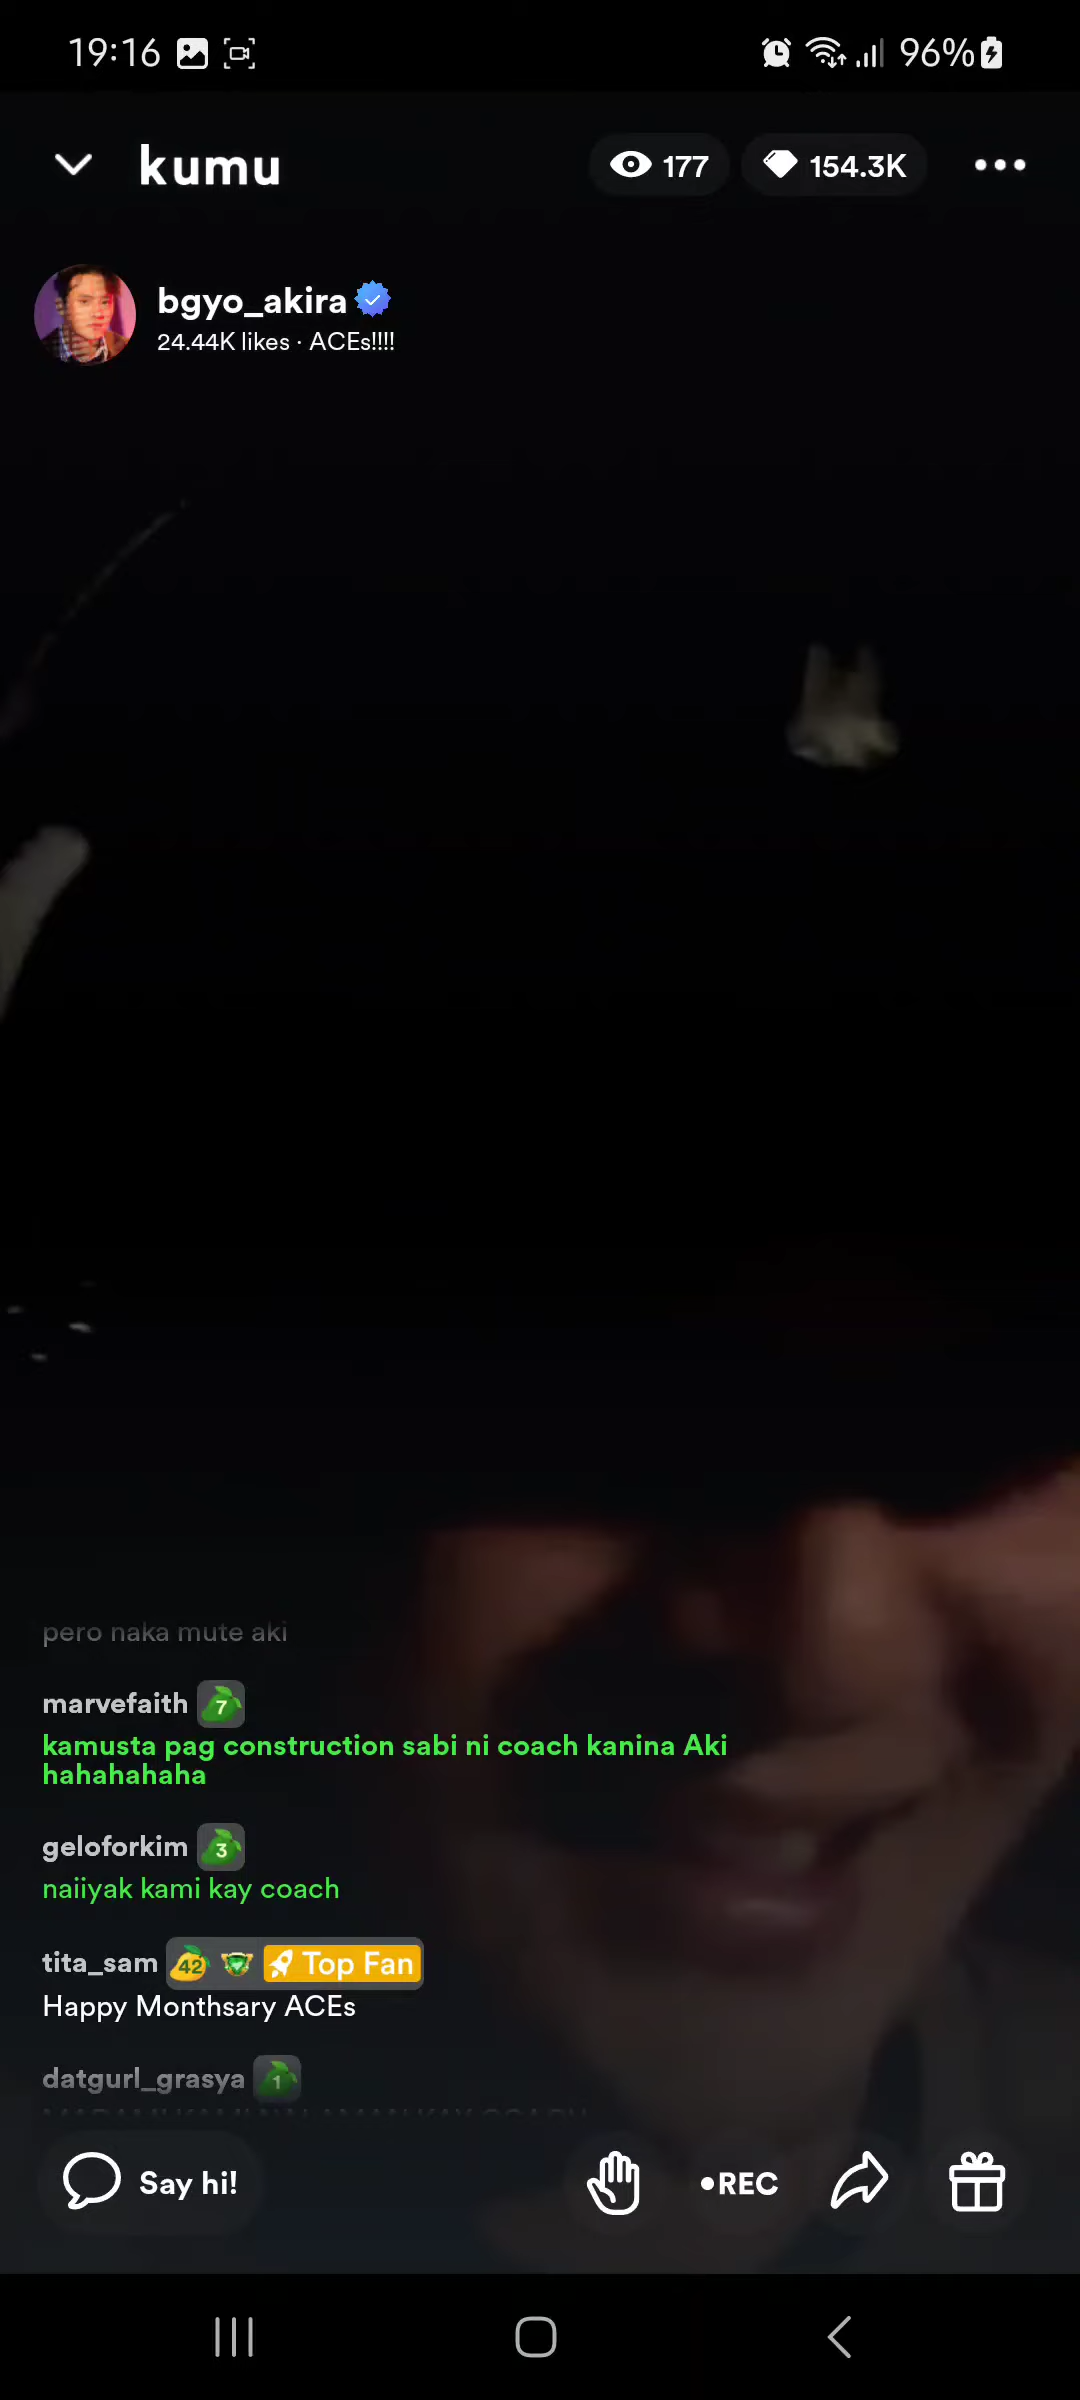 19:16 96%
kumu 177 154.3K
bgyo_akira
24.44K likes · ACEs!!!!
pero naka mute aki
marvefaith 7
kamusta pag construction sabi ni coach kanina Aki
hahahahaha
geloforkim 3
naiiyak kami kay coach
tita_sam 42 Top Fan
Happy Monthsary ACEs
datgurl_grasya 1
Say hi! •REC